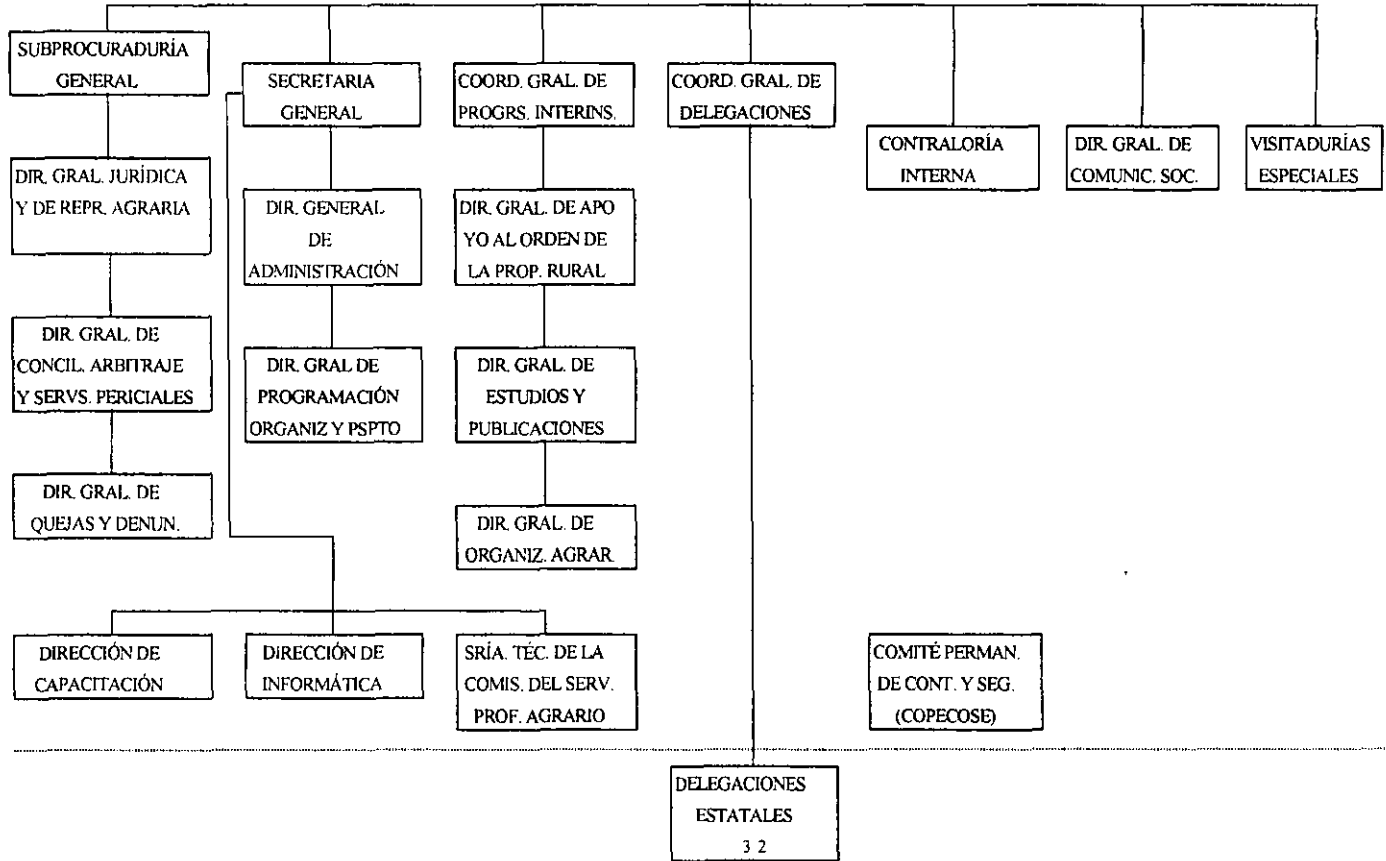 SUBPROCURADURÍA
GENERAL
SECRETARIA
GENERAL
COORD. GRAL. DE
PROGRS. INTERINS.
COORD. GRAL. DE
DELEGACIONES
CONTRALORÍA
INTERNA
DIR. GRAL. DE
COMUNIC. SOC.
VISITADURÍAS
ESPECIALES
DIR. GRAL. JURÍDICA
Y DE REPR. AGRARIA
DIR. GENERAL
DE
ADMINISTRACIÓN
DIR. GRAL. DE APO
YO AL ORDEN DE
LA PROP. RURAL
DIR. GRAL. DE
CONCIL. ARBITRAJE
Y SERVS. PERICIALES
DIR. GRAL DE
PROGRAMACIÓN
ORGANIZ Y PSPTO
DIR. GRAL. DE
ESTUDIOS Y
PUBLICACIONES
DIR. GRAL. DE
QUEJAS Y DENUN.
DIR. GRAL. DE
ORGANIZ. AGRAR.
DIRECCIÓN DE
CAPACITACIÓN
DIRECCIÓN DE
INFORMÁTICA
SRÍA. TÉC. DE LA
COMIS. DEL SERV.
PROF. AGRARIO
COMITÉ PERMAN.
DE CONT. Y SEG.
(COPECOSE)
DELEGACIONES
ESTATALES
3 2